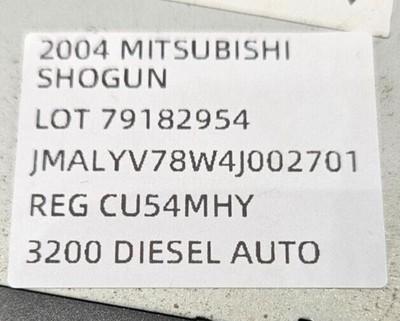 2004 MITSUBISHI
SHOGUN
LOT 79182954
JMALYV78W4J002701
REG CU54MHY
3200 DIESEL AUTO